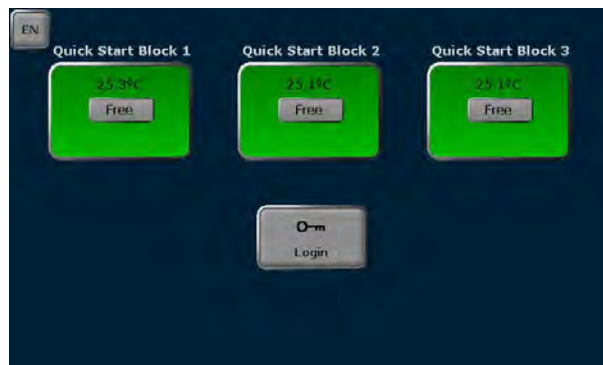 EN
Quick Start Block 1
Quick Start Block 2
Quick Start Block 3
25,3ºC
25,1ºC
25,1ºC
Free
Free
Free
Login